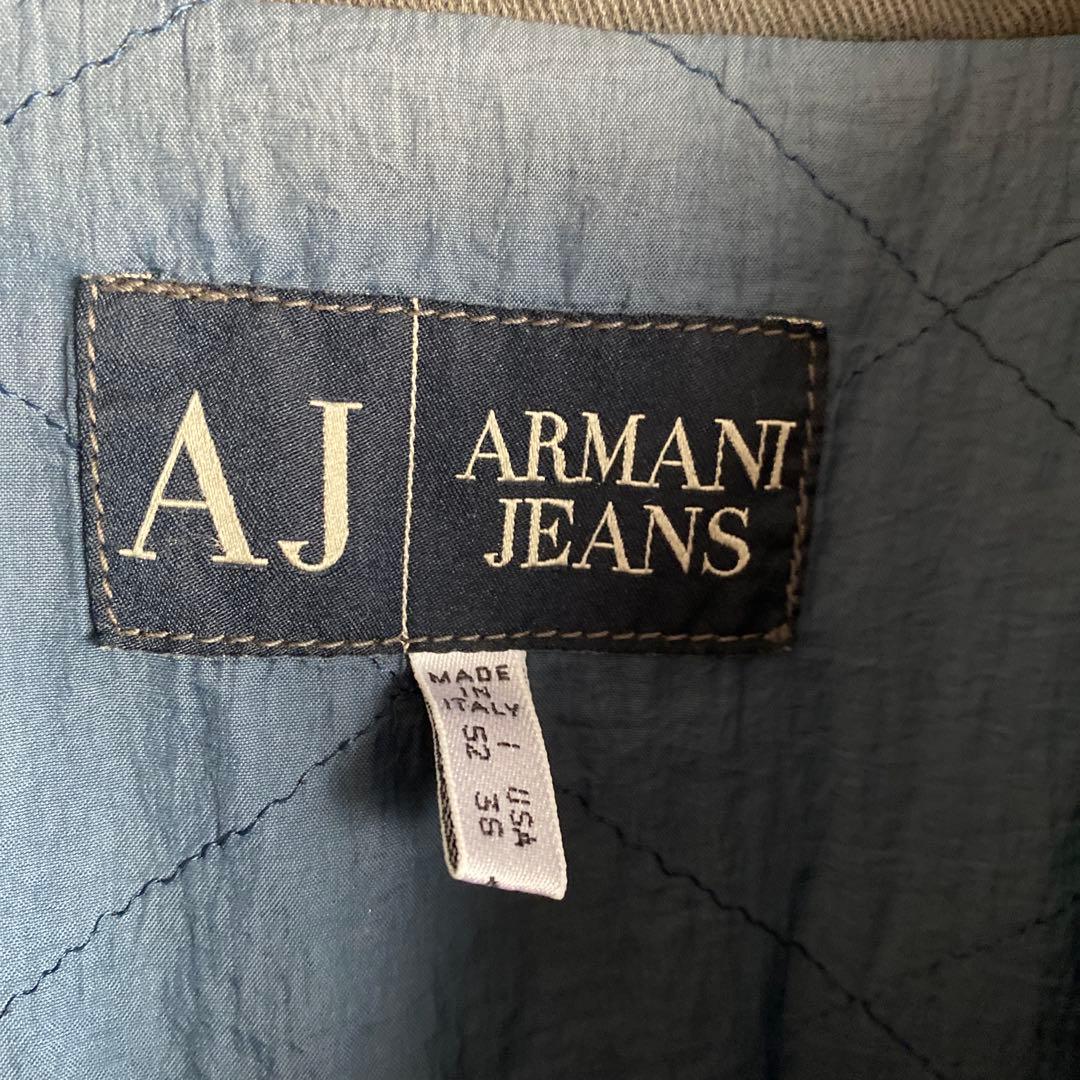 AJ
ARMANI
JEANS
MADE
IN
ITALY
I
52
USA
36